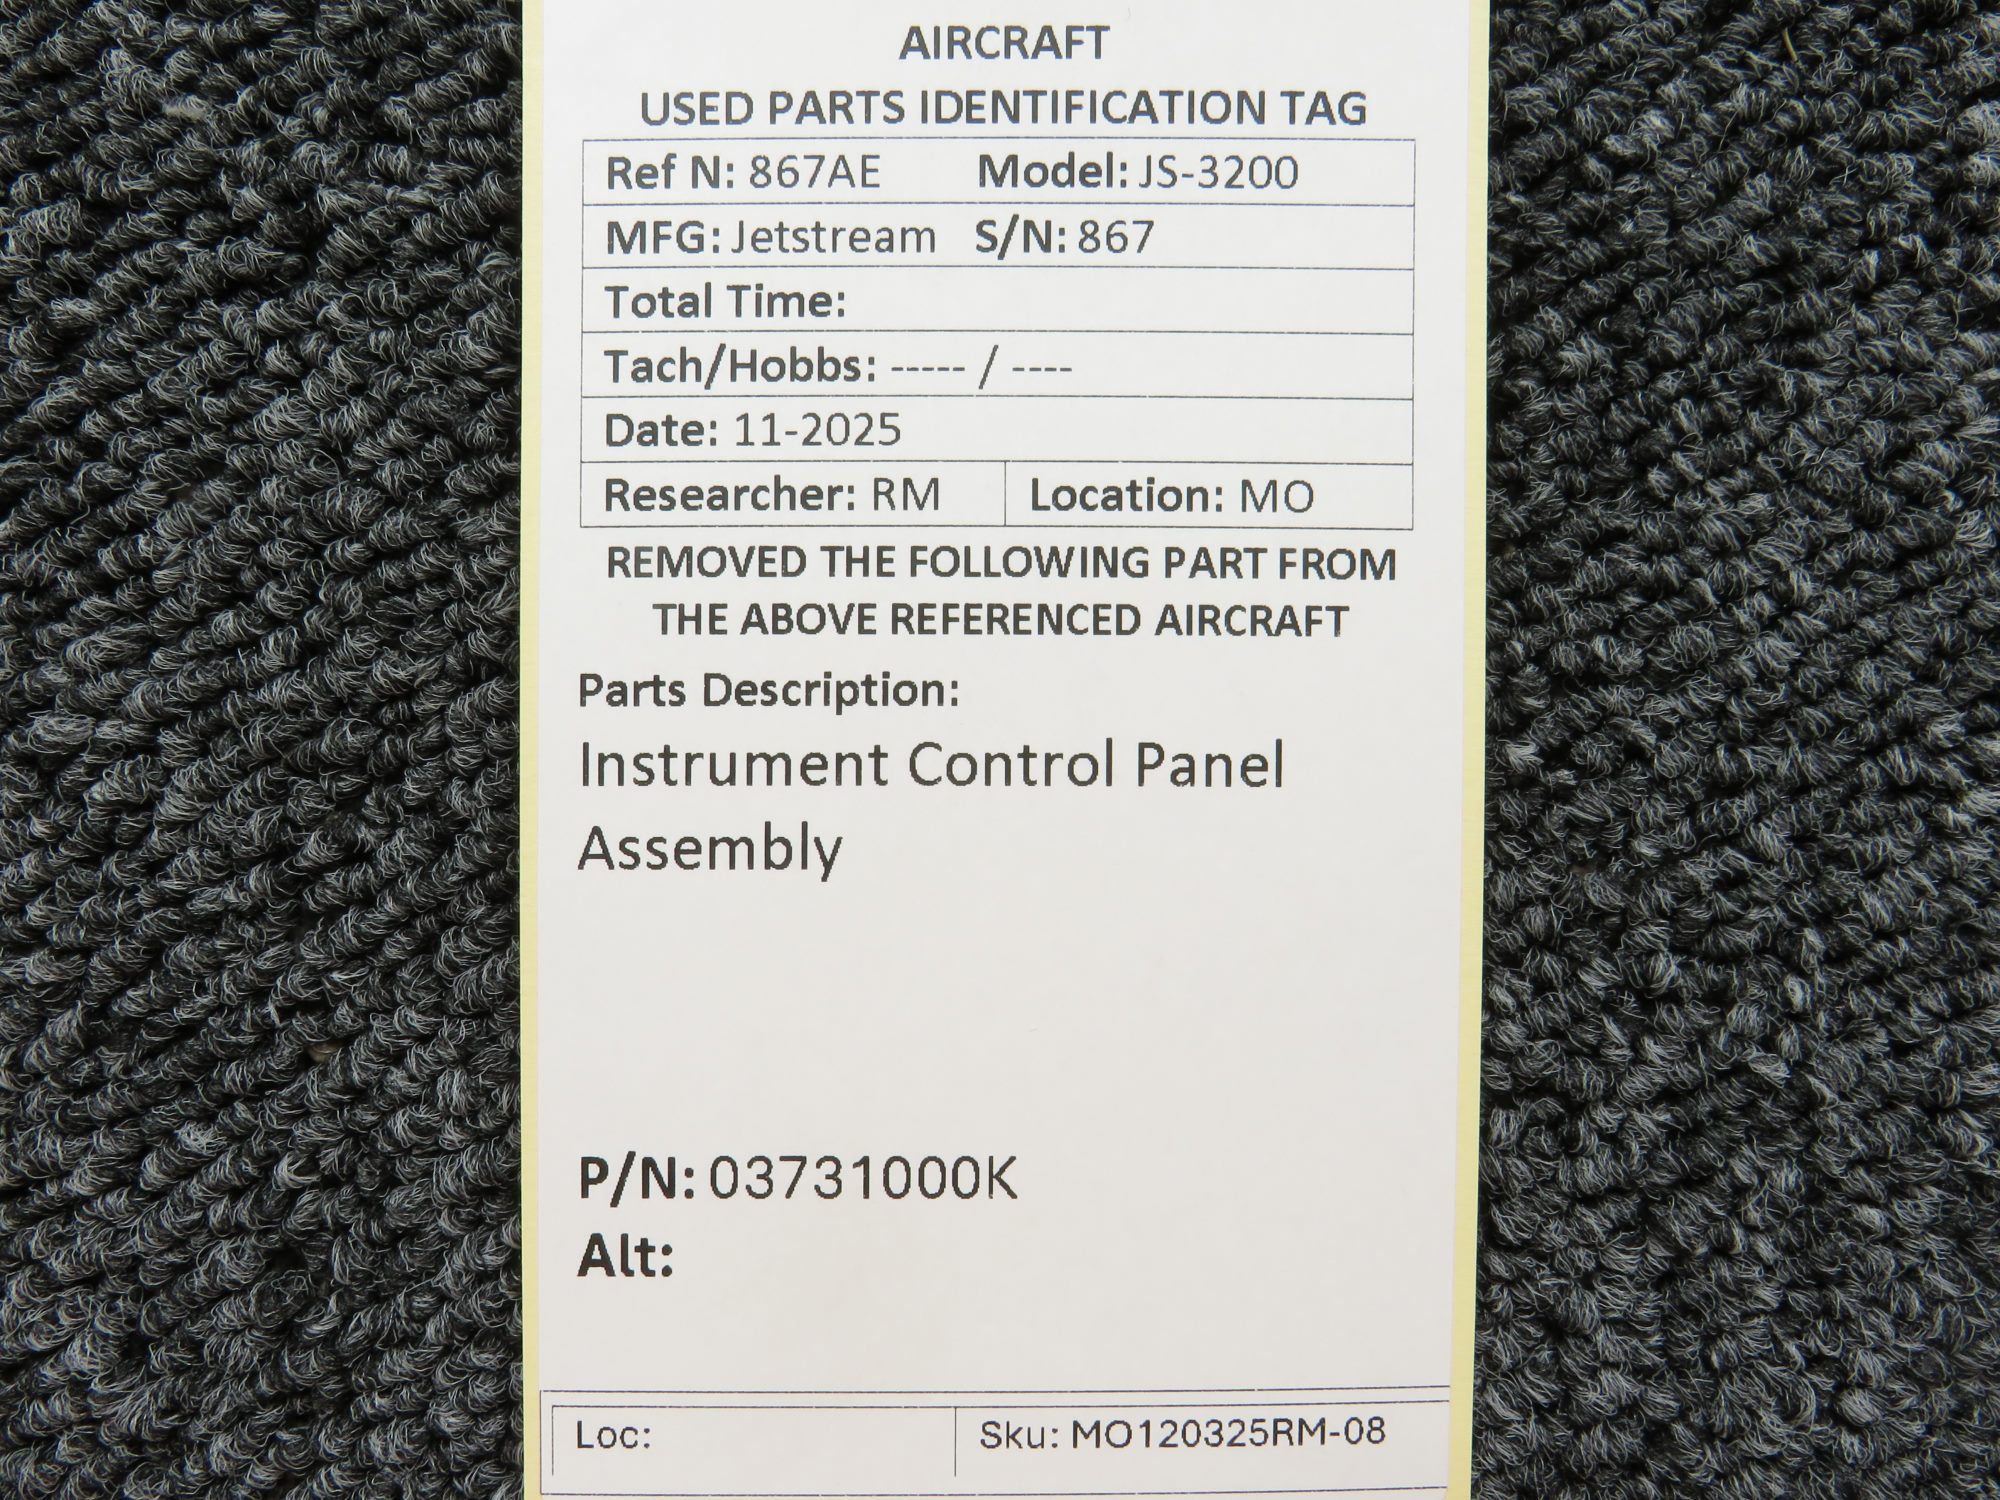 AIRCRAFT
USED PARTS IDENTIFICATION TAG
Ref N: 867AE Model: JS-3200
MFG: Jetstream S/N: 867
Total Time:
Tach/Hobbs: ----- / ----
Date: 11-2025
Researcher: RM Location: MO
REMOVED THE FOLLOWING PART FROM
THE ABOVE REFERENCED AIRCRAFT
Parts Description:
Instrument Control Panel
Assembly
P/N: 03731000K
Alt:
Loc: Sku: MO120325RM-08